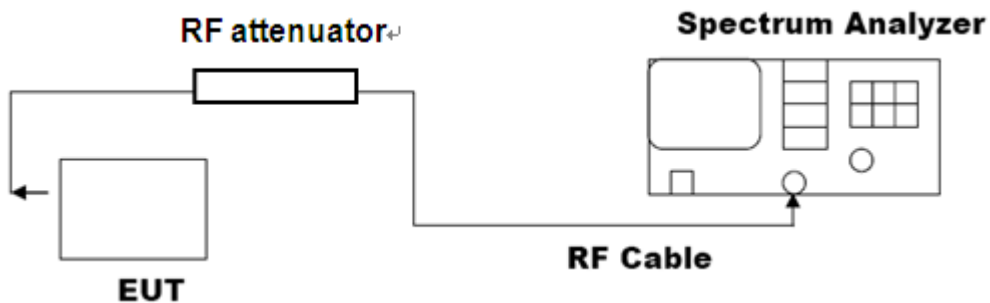 RF attenuator↵
Spectrum Analyzer
RF Cable
EUT